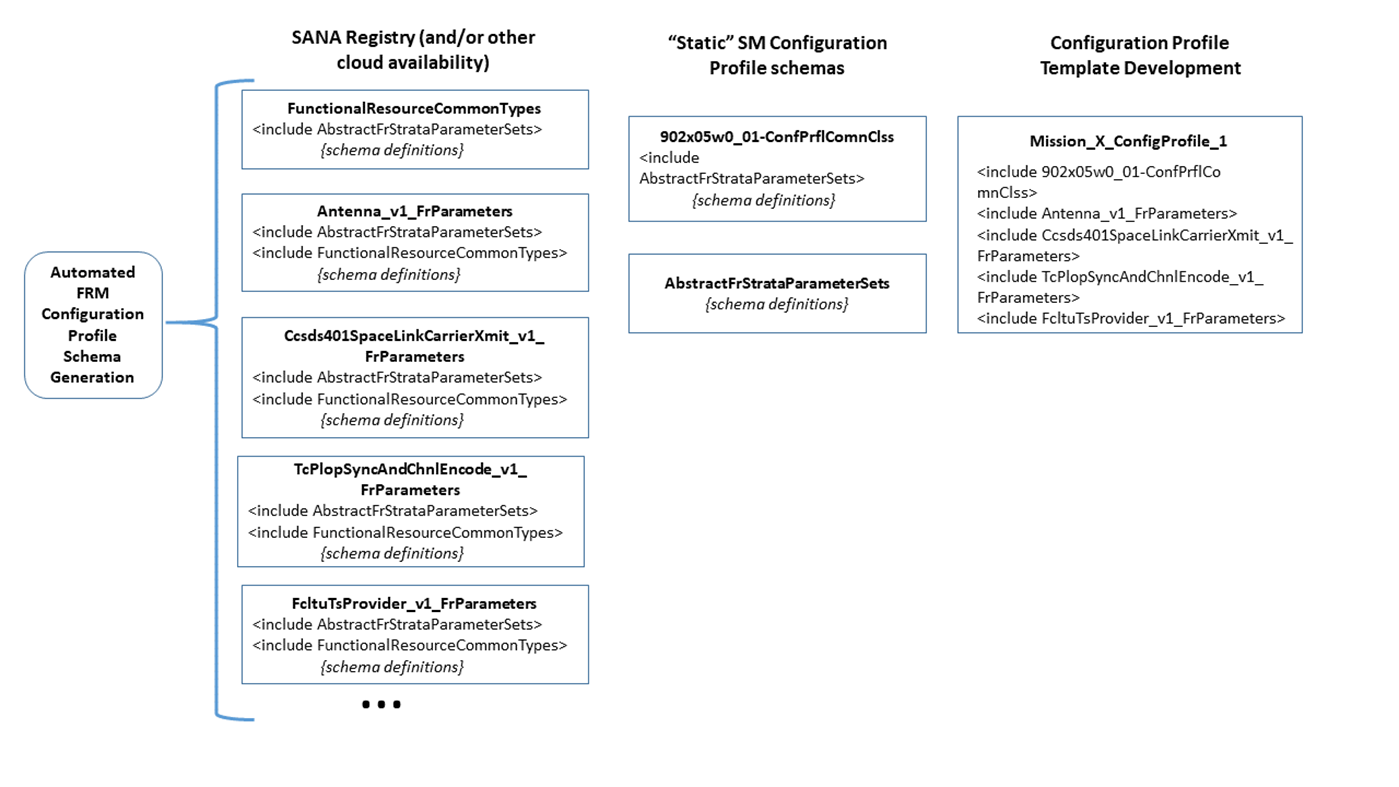 SANA Registry (and/or other
cloud availability)
“Static” SM Configuration
Profile schemas
Configuration Profile
Template Development
Automated
FRM
Configuration
Profile
Schema
Generation
FunctionalResourceCommonTypes
<include AbstractFrStrataParameterSets>
{schema definitions}
Antenna_v1_FrParameters
<include AbstractFrStrataParameterSets>
<include FunctionalResourceCommonTypes>
{schema definitions}
Ccsds401SpaceLinkCarrierXmit_v1_
FrParameters
<include AbstractFrStrataParameterSets>
<include FunctionalResourceCommonTypes>
{schema definitions}
TcPlopSyncAndChnlEncode_v1_
FrParameters
<include AbstractFrStrataParameterSets>
<include FunctionalResourceCommonTypes>
{schema definitions}
FcltuTsProvider_v1_FrParameters
<include AbstractFrStrataParameterSets>
<include FunctionalResourceCommonTypes>
{schema definitions}
...
902x05w0_01-ConfPrflComnClss
<include
AbstractFrStrataParameterSets>
{schema definitions}
AbstractFrStrataParameterSets
{schema definitions}
Mission_X_ConfigProfile_1
<include 902x05w0_01-ConfPrflCo
mnClss>
<include Antenna_v1_FrParameters>
<include Ccsds401SpaceLinkCarrierXmit_v1_
FrParameters>
<include TcPlopSyncAndChnlEncode_v1_
FrParameters>
<include FcltuTsProvider_v1_FrParameters>